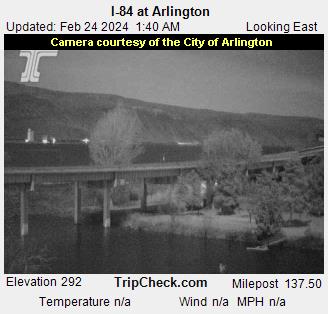 I-84 at Arlington
Updated: Feb 24 2024 1:40 AM Looking East
Camera courtesy of the City of Arlington
Elevation 292 TripCheck.com Milepost 137.50
Temperature n/a Wind n/a MPH n/a